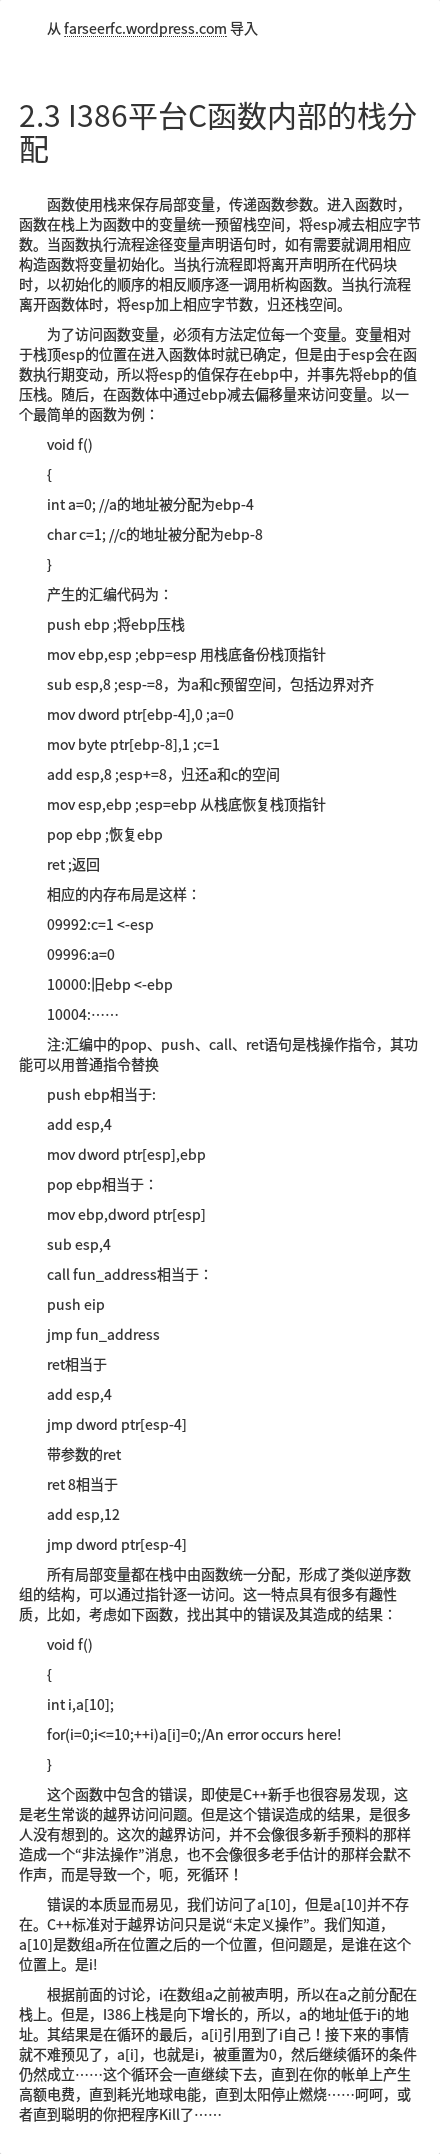 从 farseerfc.wordpress.com 导入
2.3 I386平台C函数内部的栈分
配
函数使用栈来保存局部变量，传递函数参数。进入函数时，
函数在栈上为函数中的变量统一预留栈空间，将esp减去相应字节
数。当函数执行流程途径变量声明语句时，如有需要就调用相应
构造函数将变量初始化。当执行流程即将离开声明所在代码块
时，以初始化的顺序的相反顺序逐一调用析构函数。当执行流程
离开函数体时，将esp加上相应字节数，归还栈空间。
为了访问函数变量，必须有方法定位每一个变量。变量相对
于栈顶esp的位置在进入函数体时就已确定，但是由于esp会在函
数执行期变动，所以将esp的值保存在ebp中，并事先将ebp的值
压栈。随后，在函数体中通过ebp减去偏移量来访问变量。以一
个最简单的函数为例：
void f()
{
int a=0; //a的地址被分配为ebp-4
char c=1; //c的地址被分配为ebp-8
}
产生的汇编代码为：
push ebp ;将ebp压栈
mov ebp,esp ;ebp=esp 用栈底备份栈顶指针
sub esp,8 ;esp-=8，为a和c预留空间，包括边界对齐
mov dword ptr[ebp-4],0 ;a=0
mov byte ptr[ebp-8],1 ;c=1
add esp,8 ;esp+=8，归还a和c的空间
mov esp,ebp ;esp=ebp 从栈底恢复栈顶指针
pop ebp ;恢复ebp
ret ;返回
相应的内存布局是这样：
09992:c=1 <-esp
09996:a=0
10000:旧ebp <-ebp
10004:……
注:汇编中的pop、push、call、ret语句是栈操作指令，其功
能可以用普通指令替换
push ebp相当于:
add esp,4
mov dword ptr[esp],ebp
pop ebp相当于：
mov ebp,dword ptr[esp]
sub esp,4
call fun_address相当于：
push eip
jmp fun_address
ret相当于
add esp,4
jmp dword ptr[esp-4]
带参数的ret
ret 8相当于
add esp,12
jmp dword ptr[esp-4]
所有局部变量都在栈中由函数统一分配，形成了类似逆序数
组的结构，可以通过指针逐一访问。这一特点具有很多有趣性
质，比如，考虑如下函数，找出其中的错误及其造成的结果：
void f()
{
int i,a[10];
for(i=0;i<=10;++i)a[i]=0;/An error occurs here!
}
这个函数中包含的错误，即使是C++新手也很容易发现，这
是老生常谈的越界访问问题。但是这个错误造成的结果，是很多
人没有想到的。这次的越界访问，并不会像很多新手预料的那样
造成一个“非法操作”消息，也不会像很多老手估计的那样会默不
作声，而是导致一个，呃，死循环！
错误的本质显而易见，我们访问了a[10]，但是a[10]并不存
在。C++标准对于越界访问只是说“未定义操作”。我们知道，
a[10]是数组a所在位置之后的一个位置，但问题是，是谁在这个
位置上。是i!
根据前面的讨论，i在数组a之前被声明，所以在a之前分配在
栈上。但是，I386上栈是向下增长的，所以，a的地址低于i的地
址。其结果是在循环的最后，a[i]引用到了i自己！接下来的事情
就不难预见了，a[i]，也就是i，被重置为0，然后继续循环的条件
仍然成立……这个循环会一直继续下去，直到在你的帐单上产生
高额电费，直到耗光地球电能，直到太阳停止燃烧……呵呵，或
者直到聪明的你把程序Kill了……